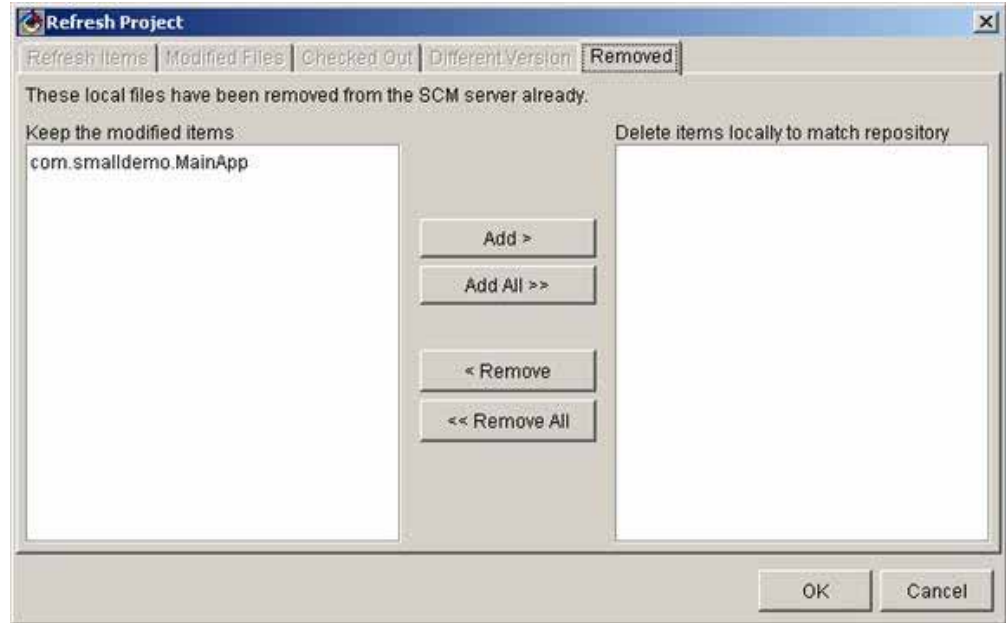 Refresh Project
Refresh Items Modified Files Checked Out Different Version Removed
These local files have been removed from the SCM server already.
Keep the modified items
Delete items locally to match repository
com.smalldemo.MainApp
Add >
Add All >>
< Remove
<< Remove All
OK Cancel